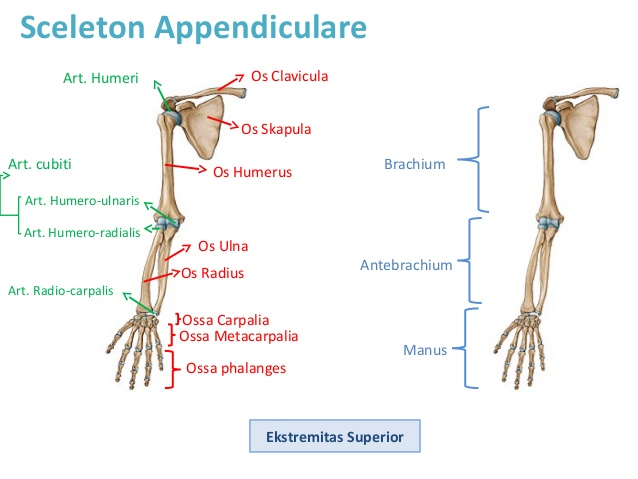 Sceleton Appendiculare
Art. Humeri
Os Clavicula
Os Skapula
Art. cubiti
Os Humerus
Brachium
Art. Humero-ulnaris
Art. Humero-radialis
Os Ulna
Antebrachium
Os Radius
Art. Radio-carpalis
Ossa Carpalia
Ossa Metacarpalia
Manus
Ossa phalanges
Ekstremitas Superior